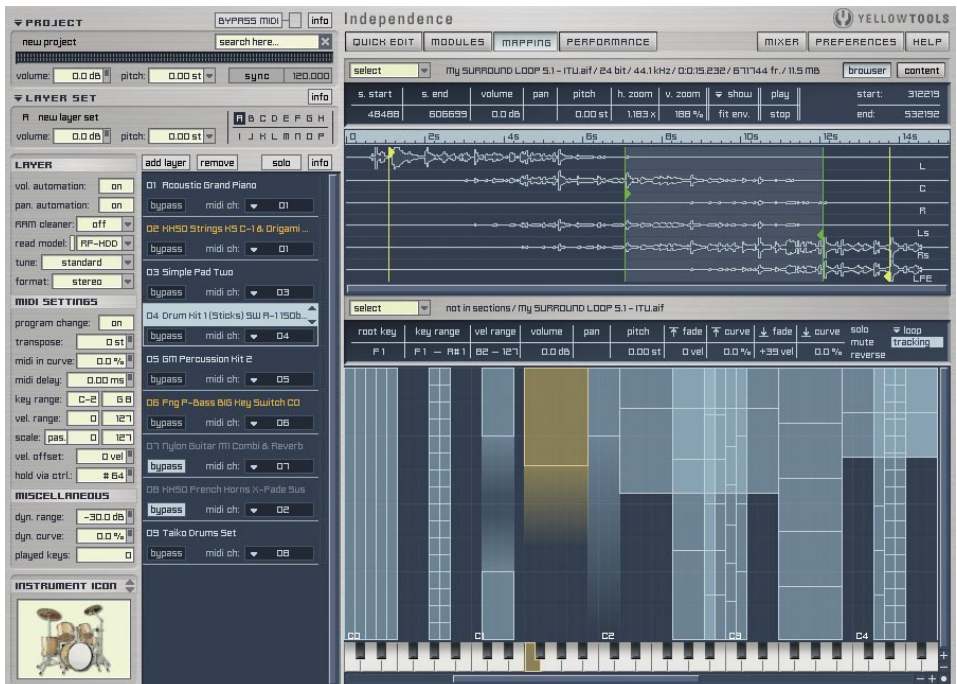 PROJECT
BYPASS MIDI
info
new project
search here...
volume: 0.0 dB pitch: 0.00 st sync 120.000
LAYER SET
info
A new layer set
A B C D E F G H
volume: 0.0 dB pitch: 0.00 st
I J K L M N O P
LAYER
vol. automation: on
pan. automation: on
RAM cleaner: off
read model: RF-HDD
tune: standard
format: stereo
MIDI SETTINGS
program change: on
transpose: 0 st
midi in curve: 0.0 %
midi delay: 0.00 ms
key range: C-2 G8
vel. range: 0 127
scale: pas. 0 127
vel. offset: 0 vel
hold via ctrl.: # 64
MISCELLANEOUS
dyn. range: -30.0 dB
dyn. curve: 0.0 %
played keys: 0
INSTRUMENT ICON
add layer remove solo info
01 Acoustic Grand Piano
bypass midi ch: 01
02 KHSO Strings KS C-1 & Origami ...
bypass midi ch: 01
03 Simple Pad Two
bypass midi ch: 03
04 Drum Kit 1 (Sticks) SW A-1 150b...
bypass midi ch: 04
05 GM Percussion Kit 2
bypass midi ch: 05
06 Fng P-Bass BIG Key Switch CD
bypass midi ch: 06
07 Nylon Guitar M1 Combi & Reverb
bypass midi ch: 07
08 KHSO French Horns X-Fade Sus
bypass midi ch: 02
09 Taiko Drums Set
bypass midi ch: 08
Independence
YELLOWTOOLS
QUICK EDIT MODULES MAPPING PERFORMANCE MIXER PREFERENCES HELP
select My SURROUND LOOP 5.1 - ITU.aif / 24 bit / 44.1 kHz / 0:0:15.232 / 671744 fr. / 11.5 MB browser content
s. start s. end volume pan pitch h. zoom v. zoom show play start: 312219
48488 606699 0.0 dB 0.00 st 1.183 x 188 % fit env. stop end: 532192
0 2s 4s 6s 8s 10s 12s 14s
L
C
R
Ls
Rs
LFE
select not in sections / My SURROUND LOOP 5.1 - ITU.aif
root key key range vel range volume pan pitch fade curve fade curve solo loop
mute tracking
F1 F1 - A#1 82 - 127 0.0 dB 0.00 st 0 vel 0.0 % +39 vel 0.0 % reverse
C0 C1 C2 C3 C4